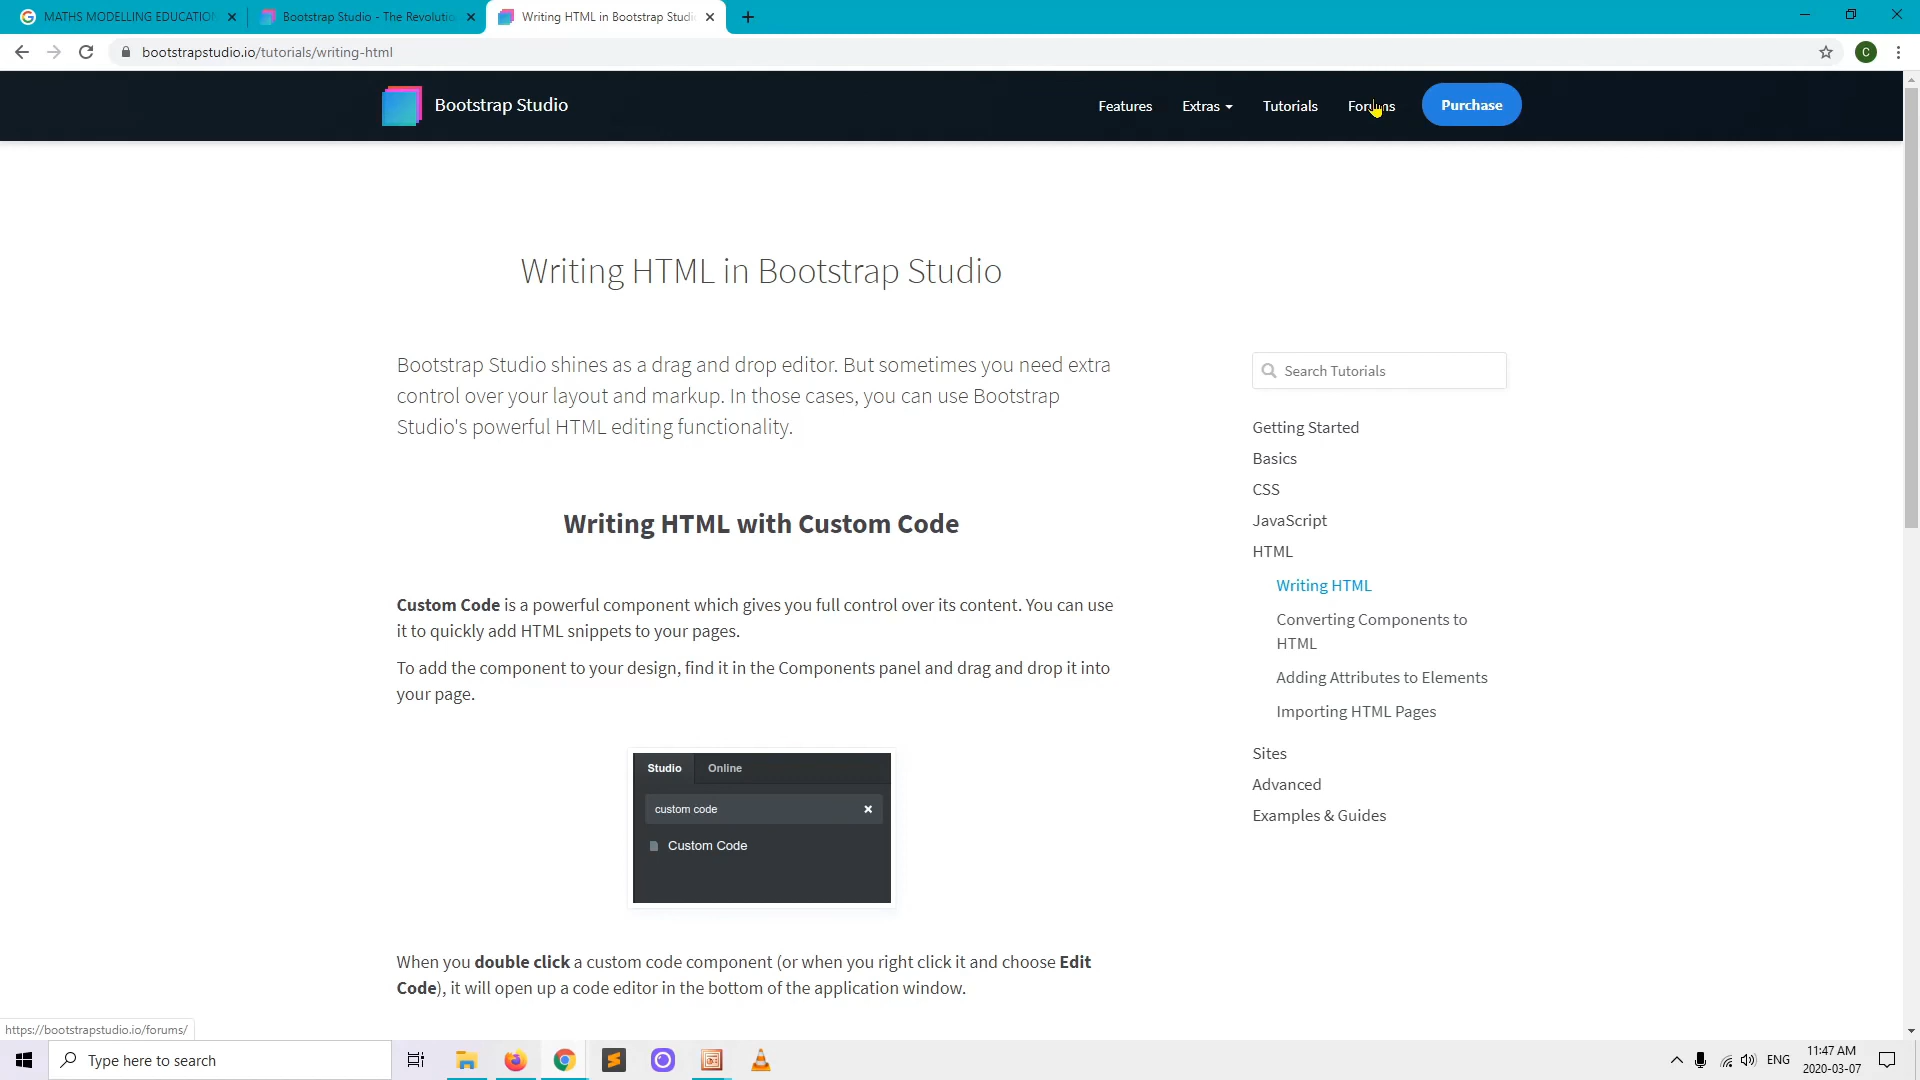 MATHS MODELLING EDUCATION
Bootstrap Studio - The Revolutio
Writing HTML in Bootstrap Studi
bootstrapstudio.io/tutorials/writing-html
C
Bootstrap Studio
Features
Extras
Tutorials
Forums
Purchase
Writing HTML in Bootstrap Studio
Bootstrap Studio shines as a drag and drop editor. But sometimes you need extra
control over your layout and markup. In those cases, you can use Bootstrap
Studio's powerful HTML editing functionality.
Writing HTML with Custom Code
Custom Code is a powerful component which gives you full control over its content. You can use
it to quickly add HTML snippets to your pages.
To add the component to your design, find it in the Components panel and drag and drop it into
your page.
Studio
Online
custom code
Custom Code
When you double click a custom code component (or when you right click it and choose Edit
Code), it will open up a code editor in the bottom of the application window.
Search Tutorials
Getting Started
Basics
CSS
JavaScript
HTML
Writing HTML
Converting Components to
HTML
Adding Attributes to Elements
Importing HTML Pages
Sites
Advanced
Examples & Guides
https://bootstrapstudio.io/forums/
Type here to search
ENG
11:47 AM
2020-03-07